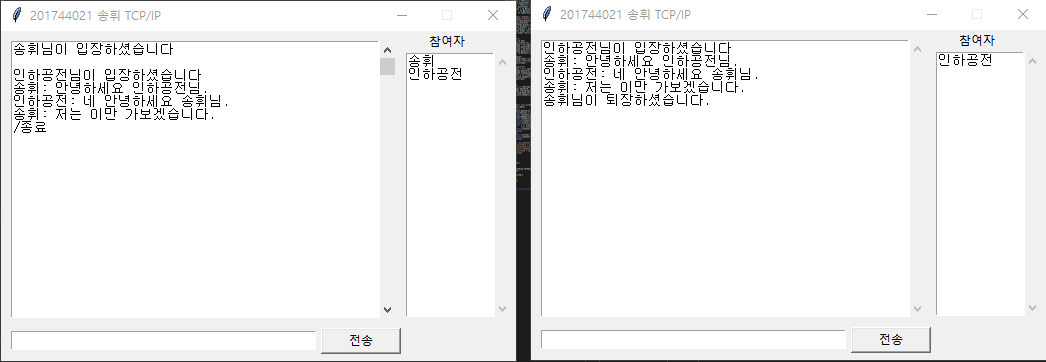 201744021 송휘 TCP/IP
송휘님이 입장하셨습니다
인하공전님이 입장하셨습니다
송휘: 안녕하세요 인하공전님.
인하공전: 네 안녕하세요 송휘님.
송휘: 저는 이만 가보겠습니다.
/종료
참여자
송휘
인하공전
전송
201744021 송휘 TCP/IP
인하공전님이 입장하셨습니다
송휘: 안녕하세요 인하공전님.
인하공전: 네 안녕하세요 송휘님.
송휘: 저는 이만 가보겠습니다.
송휘님이 퇴장하셨습니다.
참여자
인하공전
전송